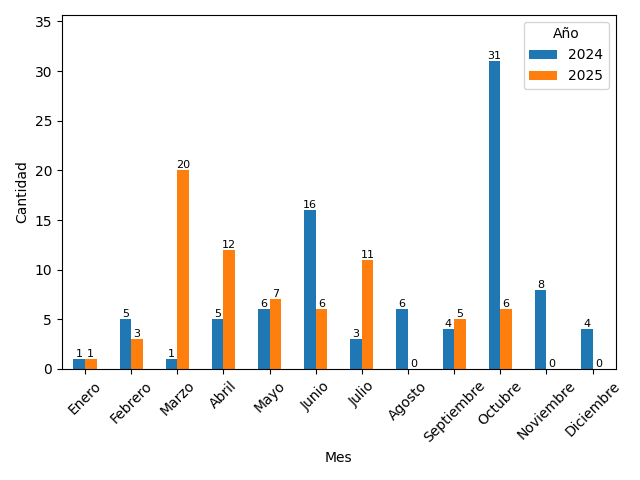 35
30
25
20
15
10
5
0
Cantidad
Año
2024
2025
1 1
5 3
1 20
5 12
6 7
16 6
3 11
6 0
4 5
31 6
8 0
4 0
Enero
Febrero
Marzo
Abril
Mayo
Junio
Julio
Agosto
Septiembre
Octubre
Noviembre
Diciembre
Mes